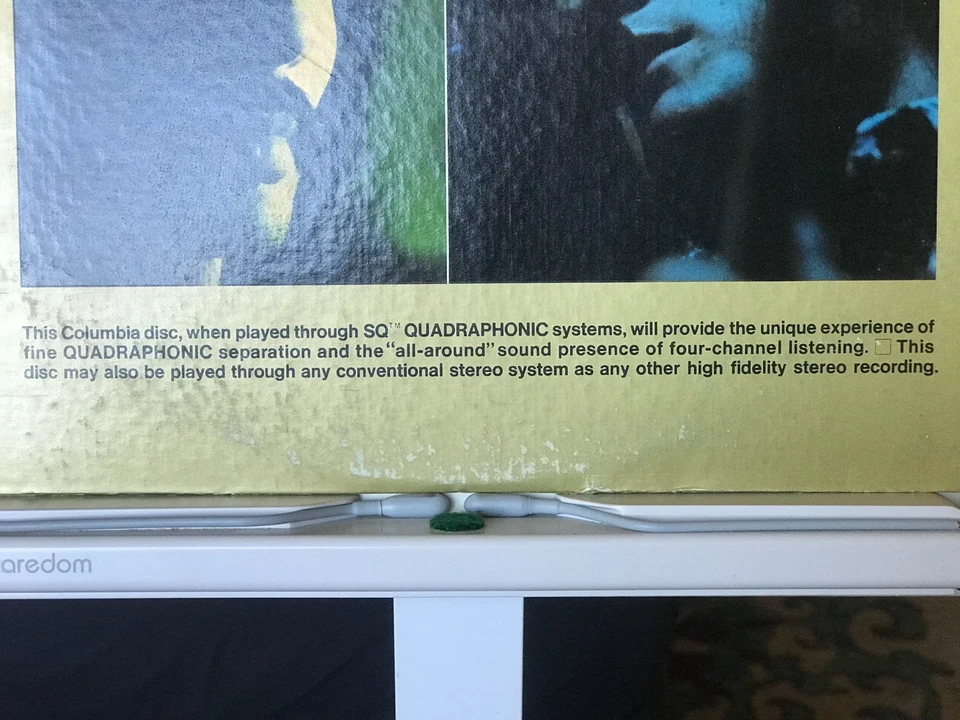 This Columbia disc, when played through SQ™ QUADRAPHONIC systems, will provide the unique experience of
fine QUADRAPHONIC separation and the "all-around" sound presence of four-channel listening. □ This
disc may also be played through any conventional stereo system as any other high fidelity stereo recording.
aredom